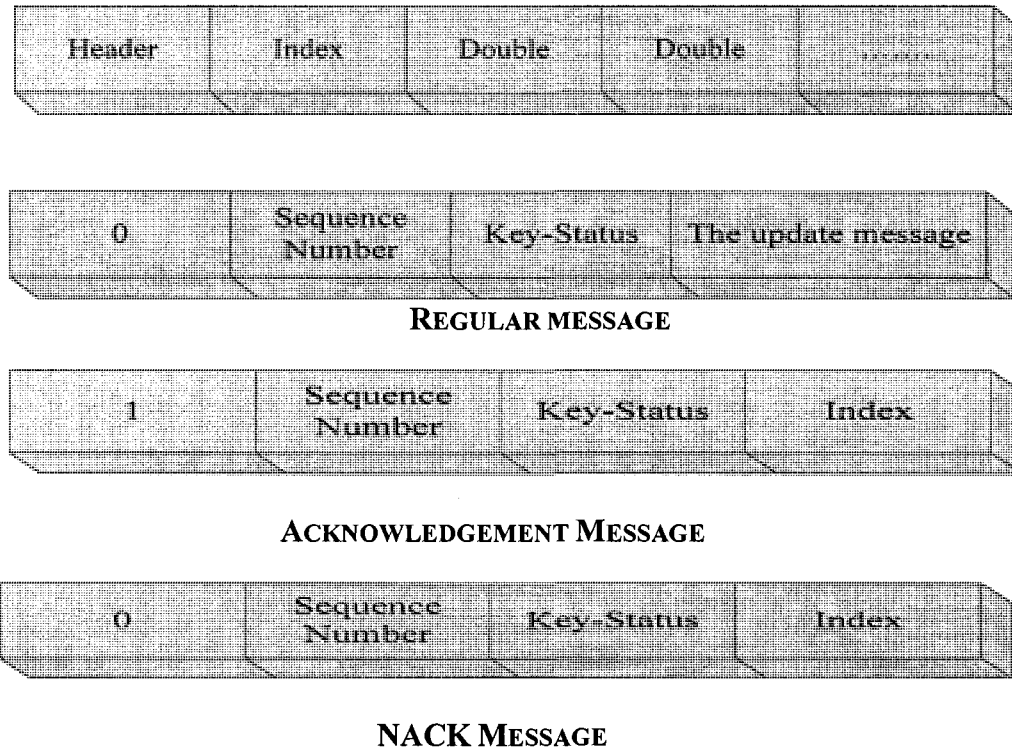 Header Index Double Double .......
0 Sequence Number Key-Status The update message
REGULAR MESSAGE
1 Sequence Number Key-Status Index
ACKNOWLEDGEMENT MESSAGE
0 Sequence Number Key-Status Index
NACK MESSAGE